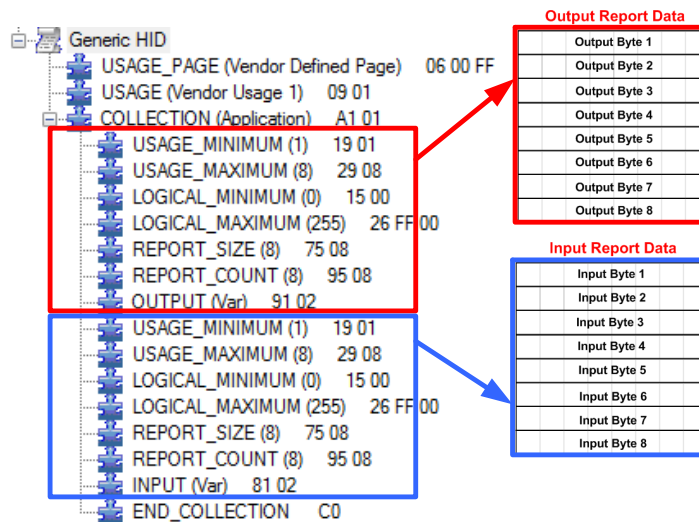 Generic HID
USAGE_PAGE (Vendor Defined Page) 06 00 FF
USAGE (Vendor Usage 1) 09 01
COLLECTION (Application) A1 01
USAGE_MINIMUM (1) 19 01
USAGE_MAXIMUM (8) 29 08
LOGICAL_MINIMUM (0) 15 00
LOGICAL_MAXIMUM (255) 26 FF 00
REPORT_SIZE (8) 75 08
REPORT_COUNT (8) 95 08
OUTPUT (Var) 91 02
USAGE_MINIMUM (1) 19 01
USAGE_MAXIMUM (8) 29 08
LOGICAL_MINIMUM (0) 15 00
LOGICAL_MAXIMUM (255) 26 FF 00
REPORT_SIZE (8) 75 08
REPORT_COUNT (8) 95 08
INPUT (Var) 81 02
END_COLLECTION C0
Output Report Data
Output Byte 1
Output Byte 2
Output Byte 3
Output Byte 4
Output Byte 5
Output Byte 6
Output Byte 7
Output Byte 8
Input Report Data
Input Byte 1
Input Byte 2
Input Byte 3
Input Byte 4
Input Byte 5
Input Byte 6
Input Byte 7
Input Byte 8